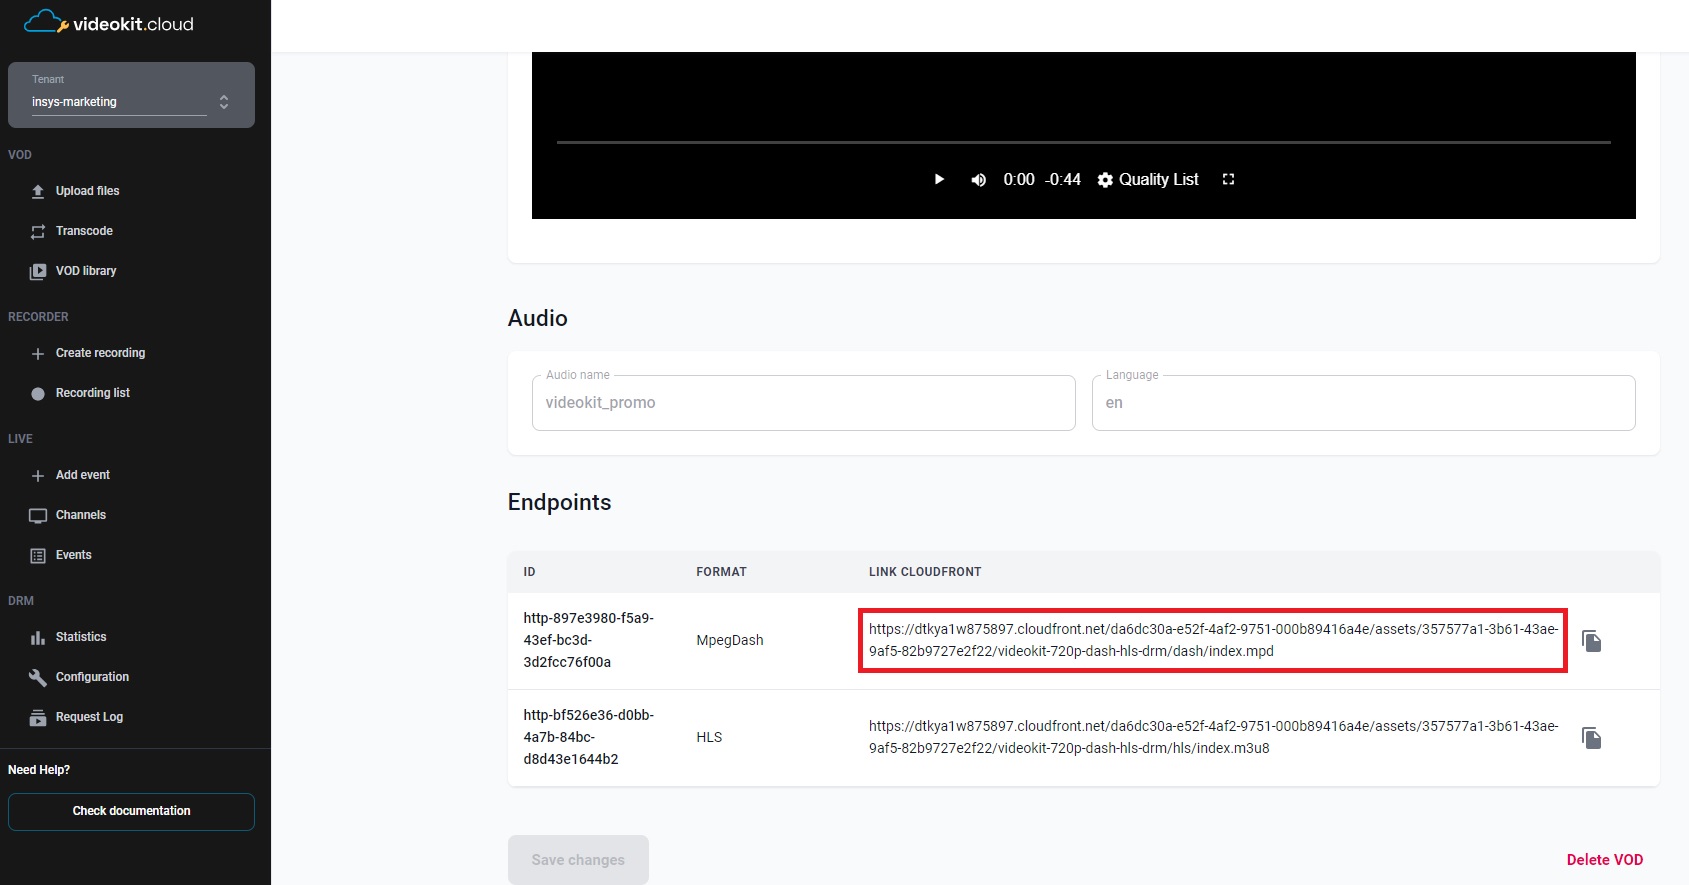 videokit.cloud
Tenant
insys-marketing
VOD
Upload files
Transcode
VOD library
RECORDER
Create recording
Recording list
LIVE
Add event
Channels
Events
DRM
Statistics
Configuration
Request Log
Need Help?
Check documentation
0:00 -0:44 Quality List
Audio
Audio name
videokit_promo
Language
en
Endpoints
ID FORMAT LINK CLOUDFRONT
http-897e3980-f5a9-
43ef-bc3d-
3d2fcc76f00a
MpegDash
https://dtkya1w875897.cloudfront.net/da6dc30a-e52f-4af2-9751-000b89416a4e/assets/357577a1-3b61-43ae-
9af5-82b9727e2f22/videokit-720p-dash-hls-drm/dash/index.mpd
http-bf526e36-d0bb-
4a7b-84bc-
d8d43e1644b2
HLS
https://dtkya1w875897.cloudfront.net/da6dc30a-e52f-4af2-9751-000b89416a4e/assets/357577a1-3b61-43ae-
9af5-82b9727e2f22/videokit-720p-dash-hls-drm/hls/index.m3u8
Save changes
Delete VOD